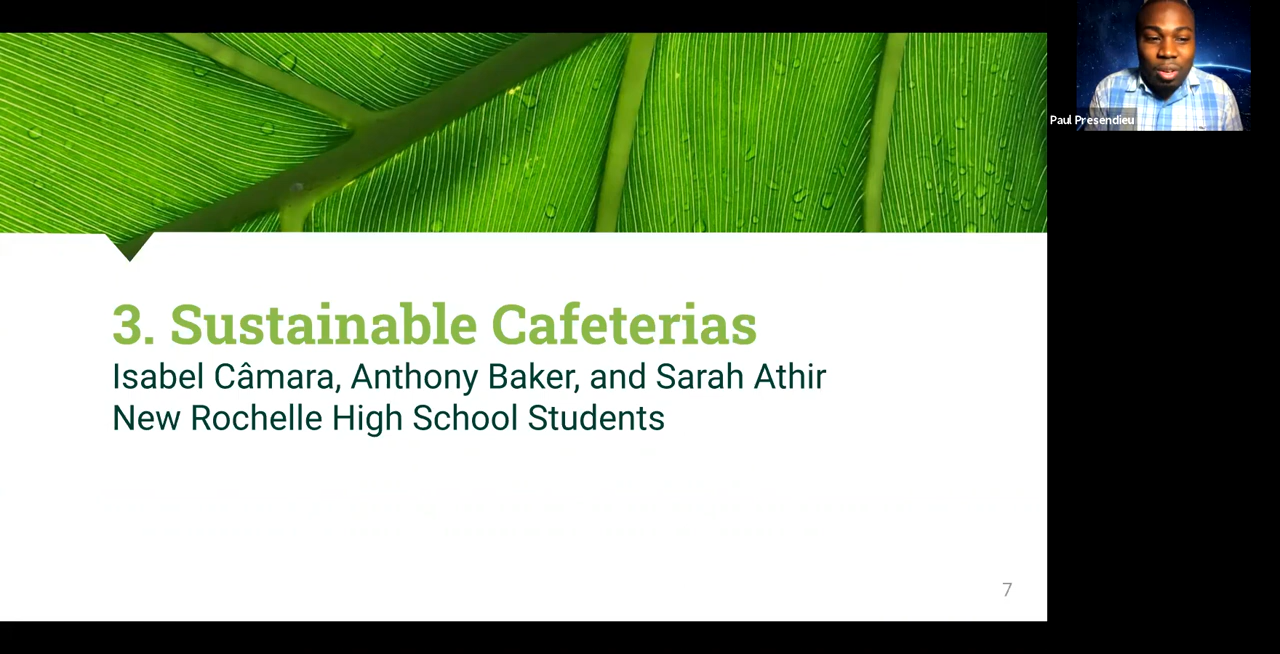 3. Sustainable Cafeterias
Isabel Câmara, Anthony Baker, and Sarah Athir
New Rochelle High School Students
7
Paul Presendieu